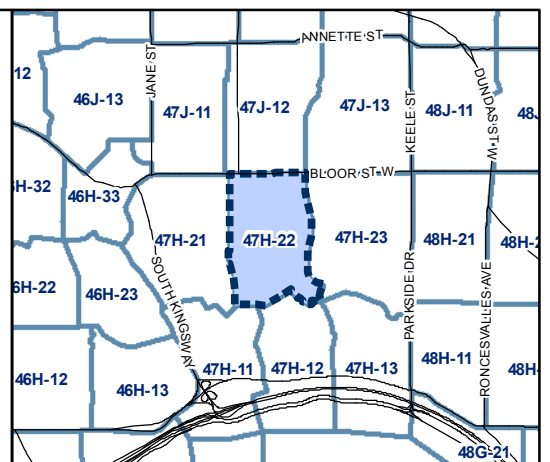 ANNETTE ST
JANE ST
12
46J-13
47J-11
47J-12
47J-13
KEELE ST
48J-11
DUNDAS ST W
48J
BLOOR ST W
H-32
46H-33
47H-21
47H-22
47H-23
48H-21
48H-2
SOUTH KINGSWAY
PARKSIDE DR
RONCESVALLES AVE
6H-22
46H-23
46H-12
46H-13
47H-11
47H-12
47H-13
48H-11
48H-
48G-21